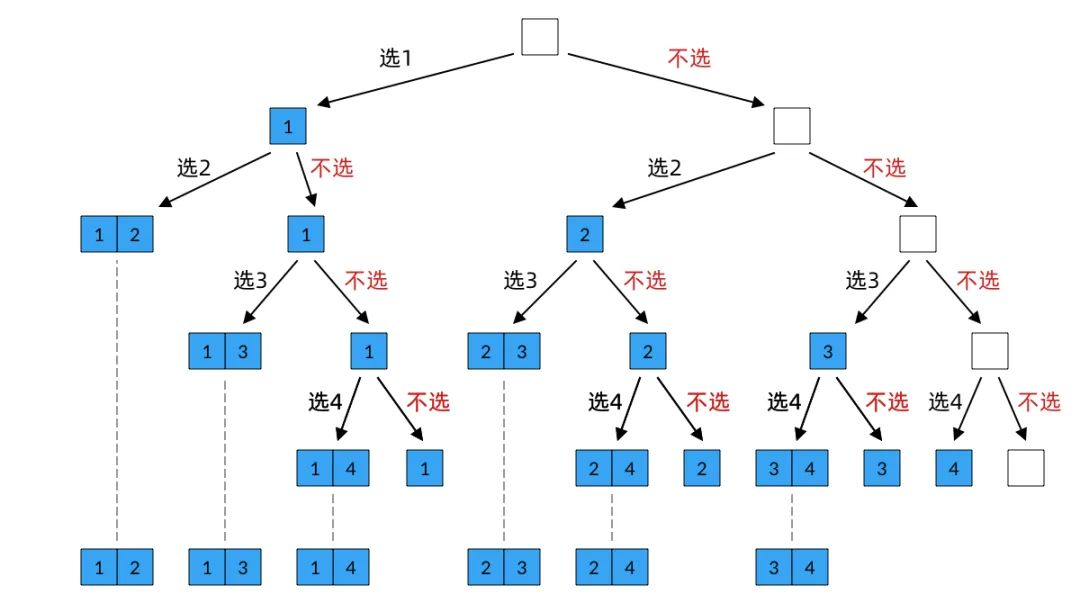 选1 不选
1
选2 不选 选2 不选
1 2 1 2
选3 不选 选3 不选 选3 不选
1 3 1 2 3 2 3
选4 不选 选4 不选 选4 不选 选4 不选
1 4 1 2 4 2 3 4 3 4
1 2 1 3 1 4 2 3 2 4 3 4